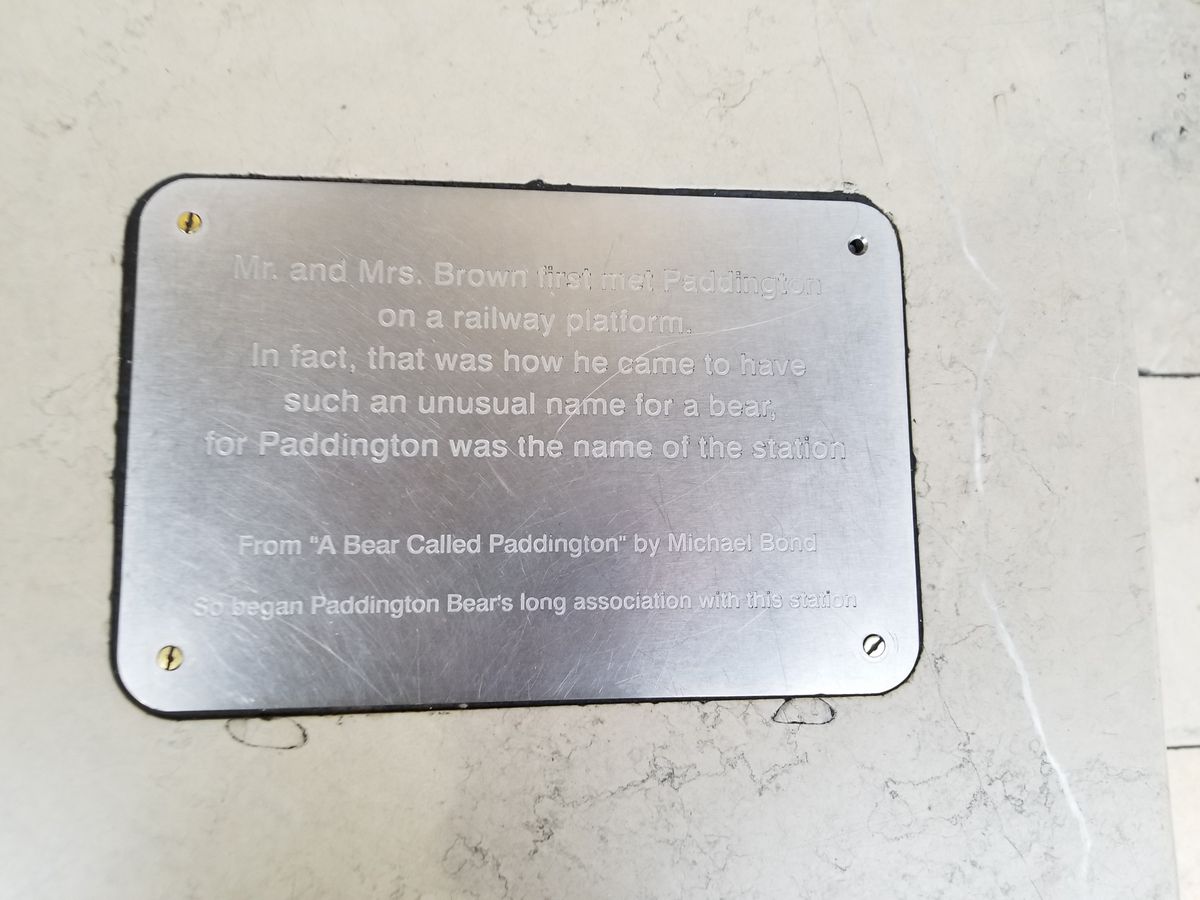 Mr. and Mrs. Brown first met Paddington
on a railway platform.
In fact, that was how he came to have
such an unusual name for a bear,
for Paddington was the name of the station
From "A Bear Called Paddington" by Michael Bond
So began Paddington Bear's long association with this station